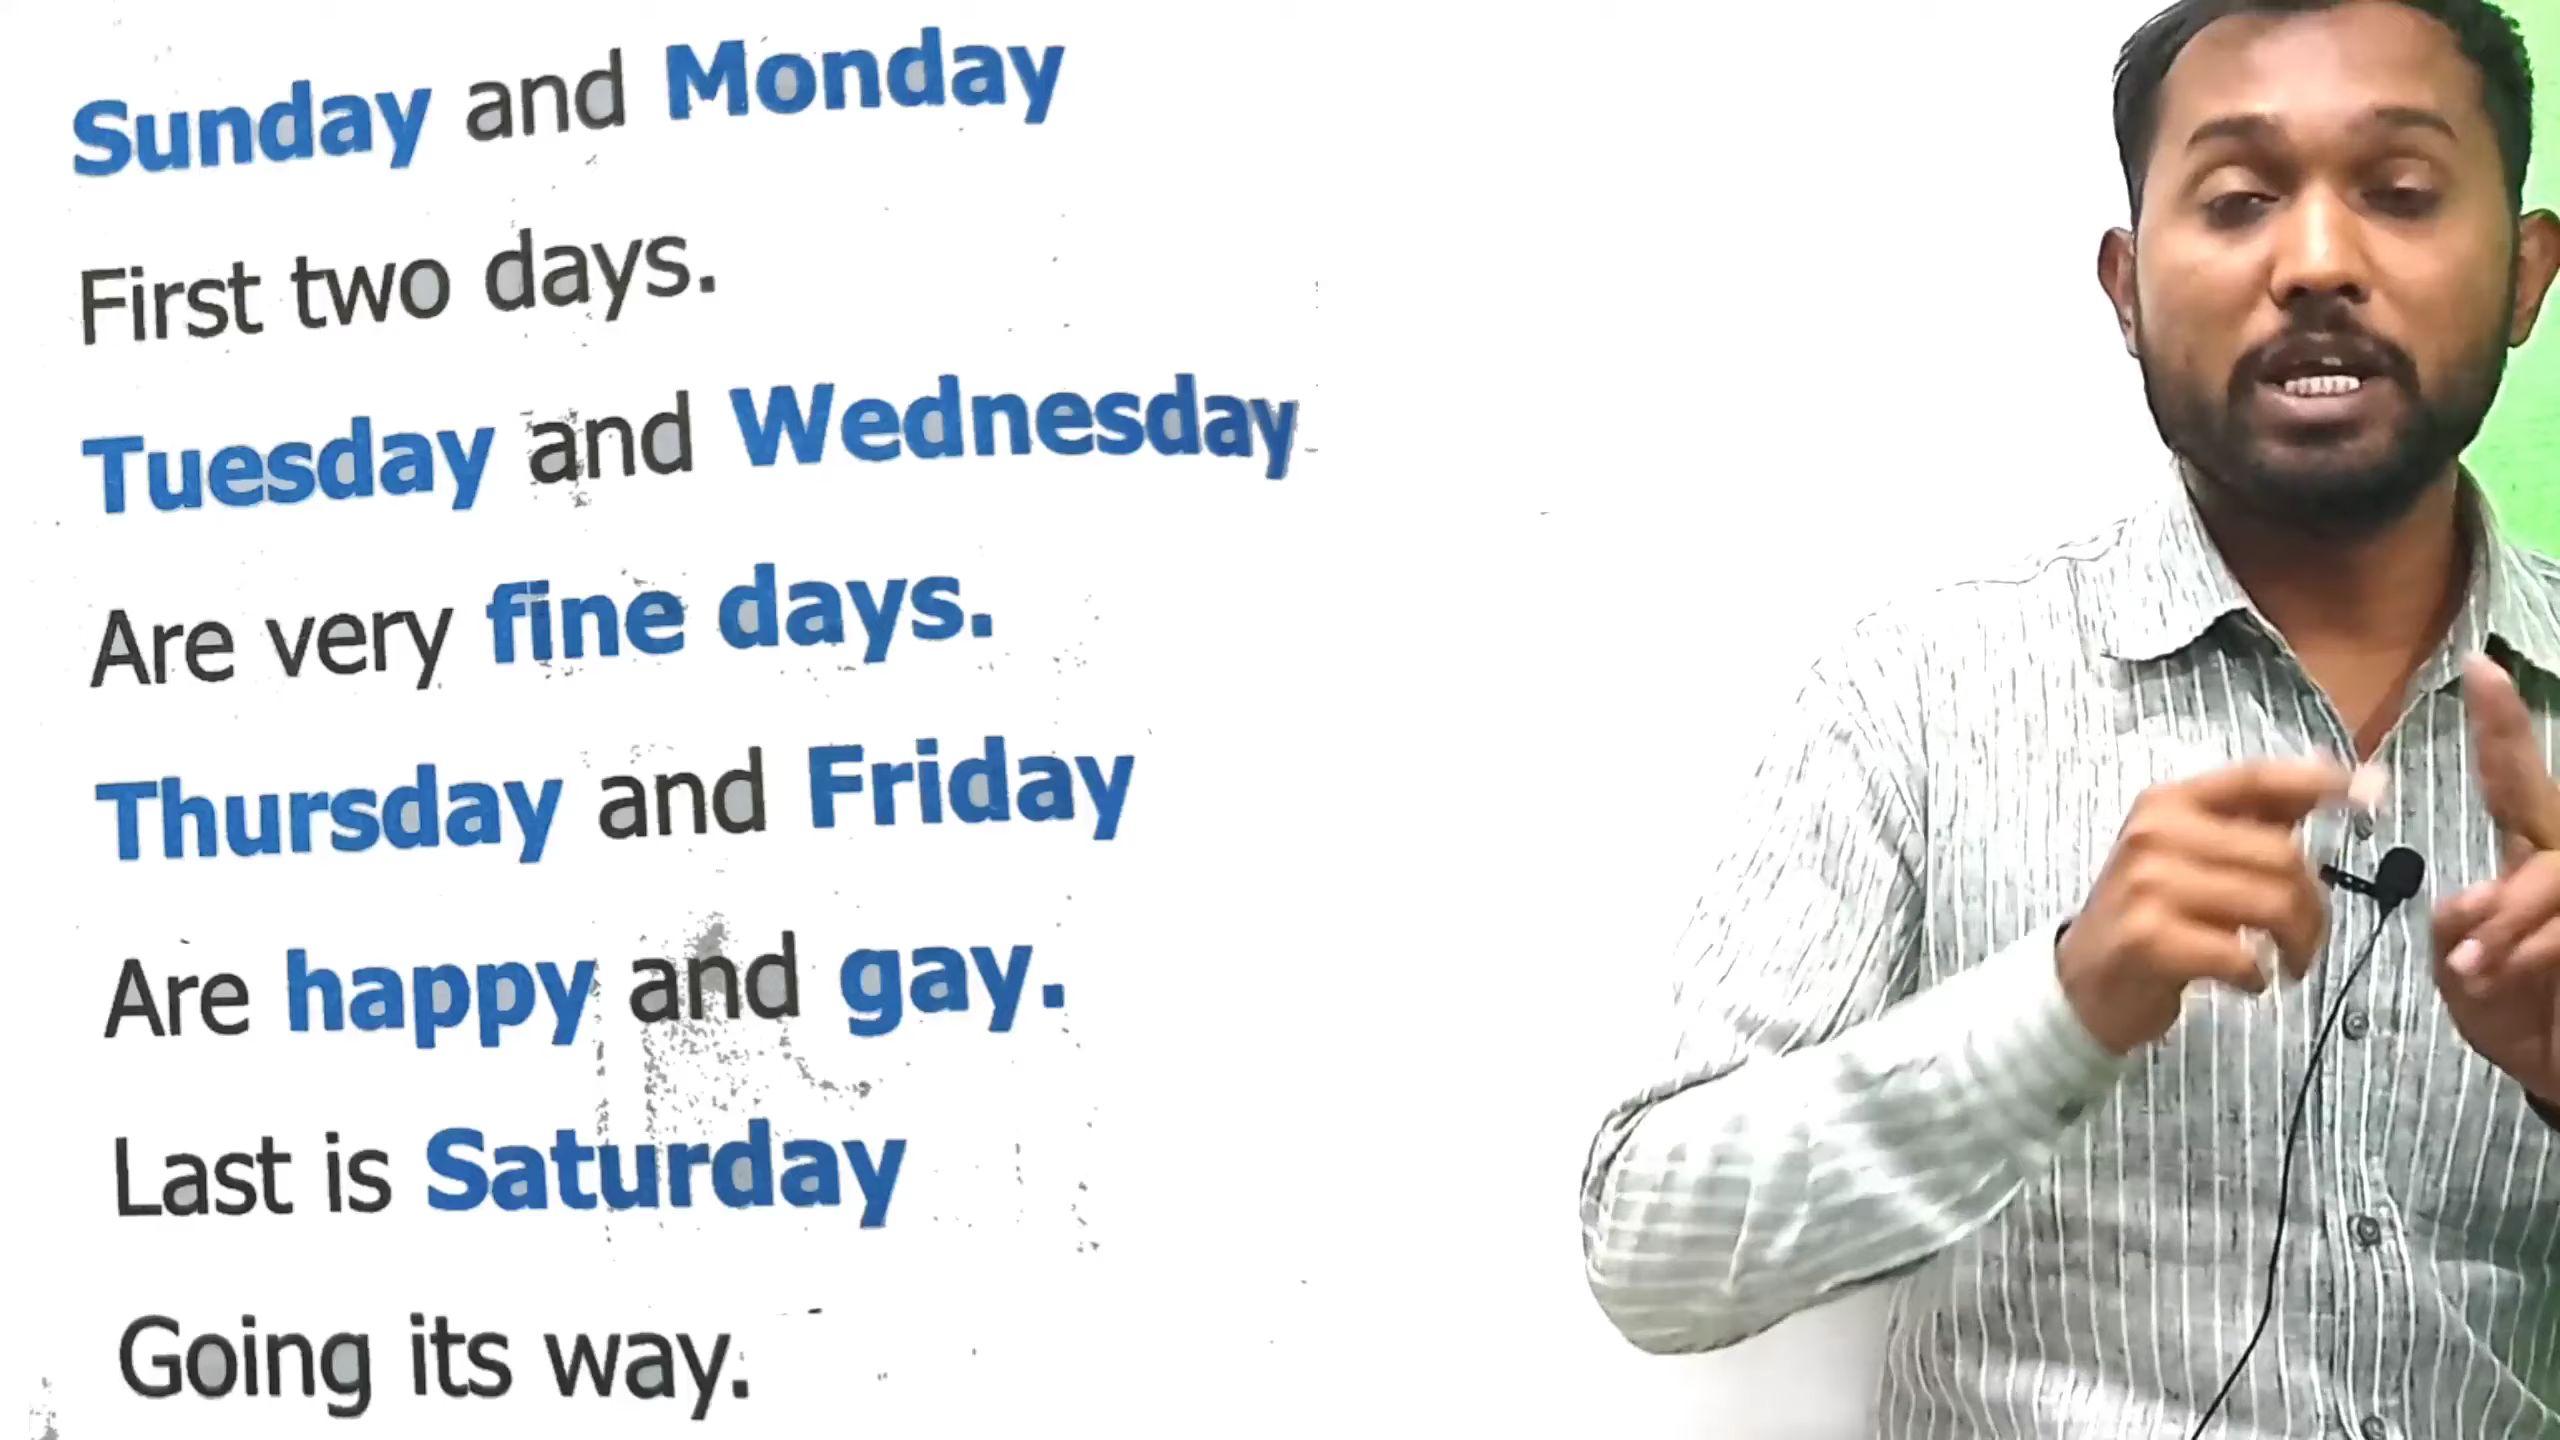 Sunday and Monday
First two days.
Tuesday and Wednesday
Are very fine days.
Thursday and Friday
Are happy and gay.
Last is Saturday
Going its way.